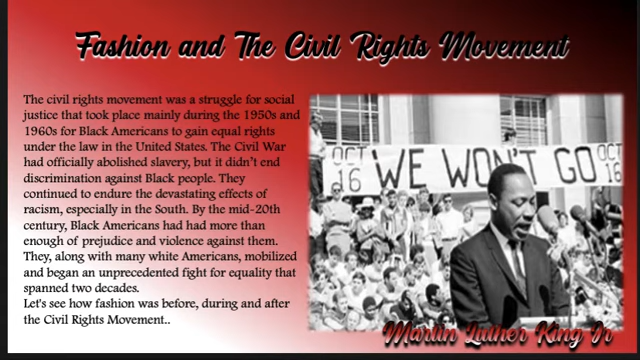 Fashion and The Civil Rights Movement
The civil rights movement was a struggle for social
justice that took place mainly during the 1950s and
1960s for Black Americans to gain equal rights
under the law in the United States. The Civil War
had officially abolished slavery, but it didn't end
discrimination against Black people. They
continued to endure the devastating effects of
racism, especially in the South. By the mid-20th
century, Black Americans had had more than
enough of prejudice and violence against them.
They, along with many white Americans, mobilized
and began an unprecedented fight for equality that
spanned two decades.
Let's see how fashion was before, during and after
the Civil Rights Movement..
OCT 16 WE WON'T GO OCT 16
Martin Luther King Jr